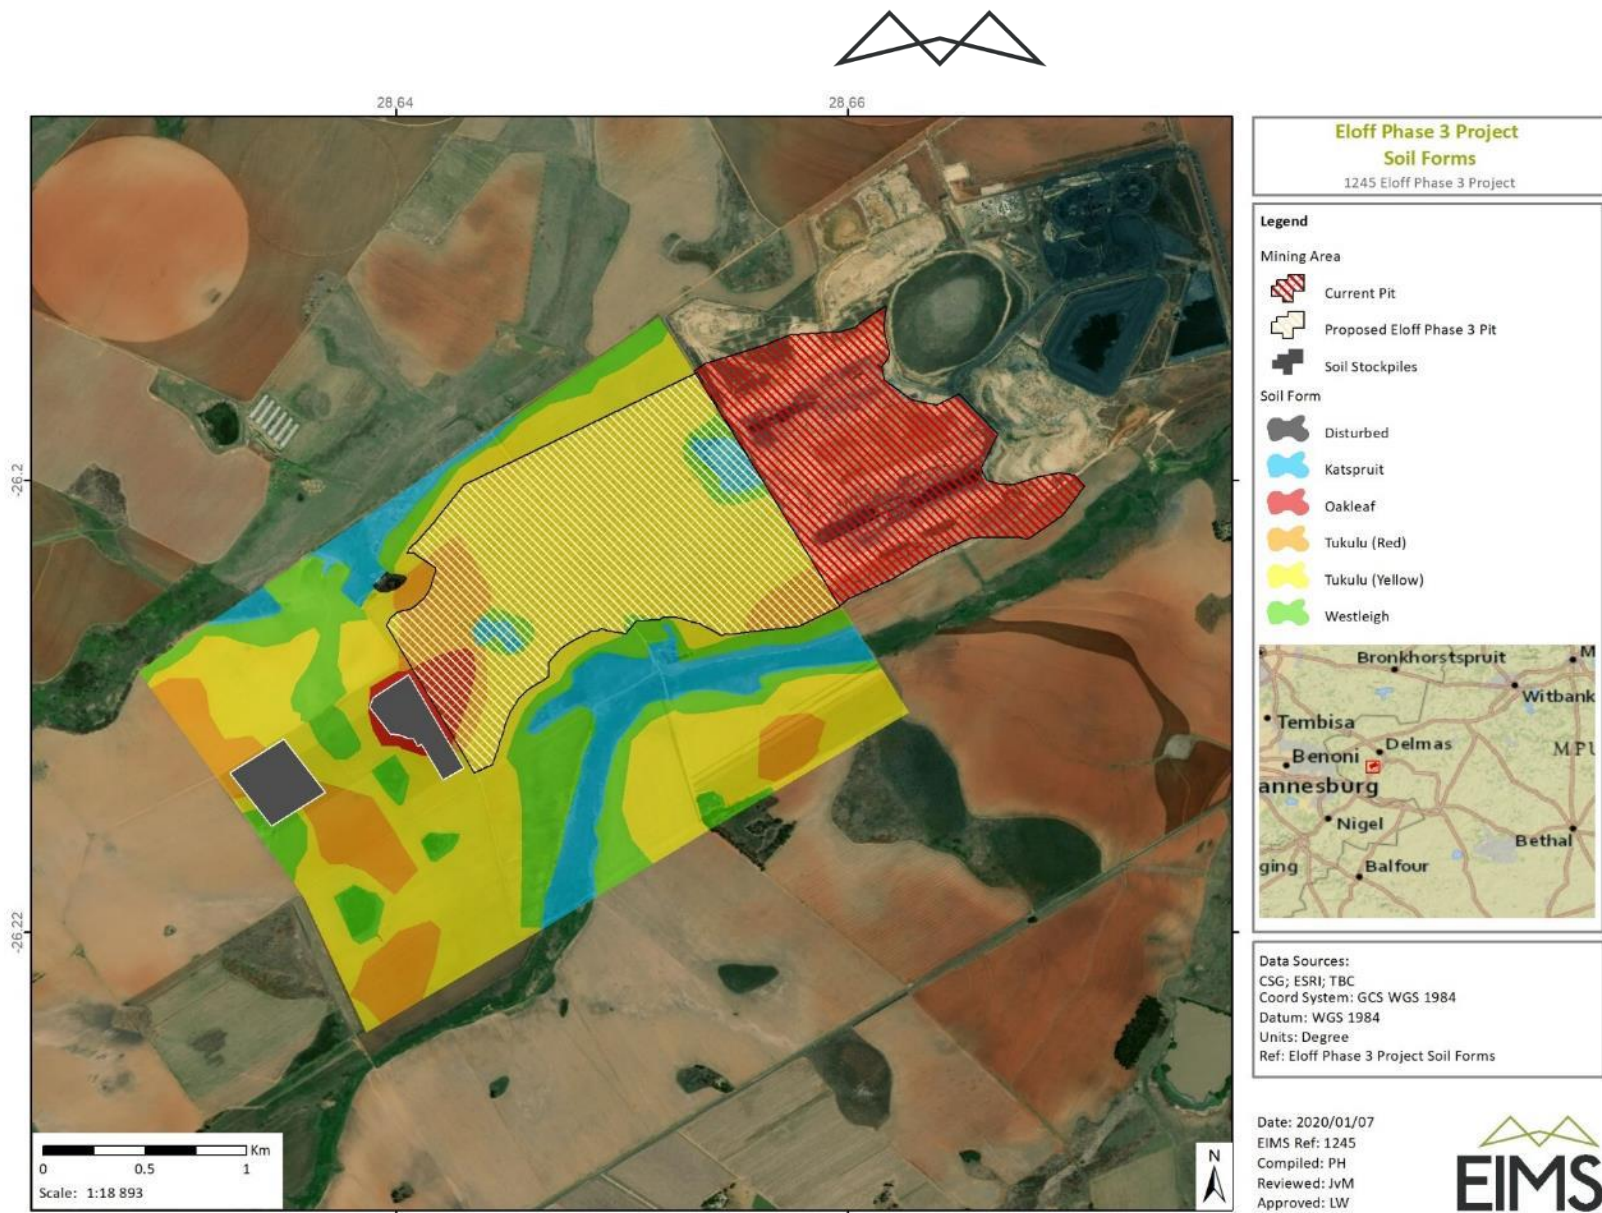 28.64
28.66
-26.2
-26.22
Km
0
0.5
1
Scale: 1:18 893
N
Eloff Phase 3 Project
Soil Forms
1245 Eloff Phase 3 Project
Legend
Mining Area
Current Pit
Proposed Eloff Phase 3 Pit
Soil Stockpiles
Soil Form
Disturbed
Katspruit
Oakleaf
Tukulu (Red)
Tukulu (Yellow)
Westleigh
Bronkhorstspruit
M
Witbank
Tembisa
Delmas
MPU
Benoni
annesburg
Nigel
Bethal
ging
Balfour
Data Sources:
CSG; ESRI; TBC
Coord System: GCS WGS 1984
Datum: WGS 1984
Units: Degree
Ref: Eloff Phase 3 Project Soil Forms
Date: 2020/01/07
EIMS Ref: 1245
Compiled: PH
Reviewed: JvM
Approved: LW
EIMS